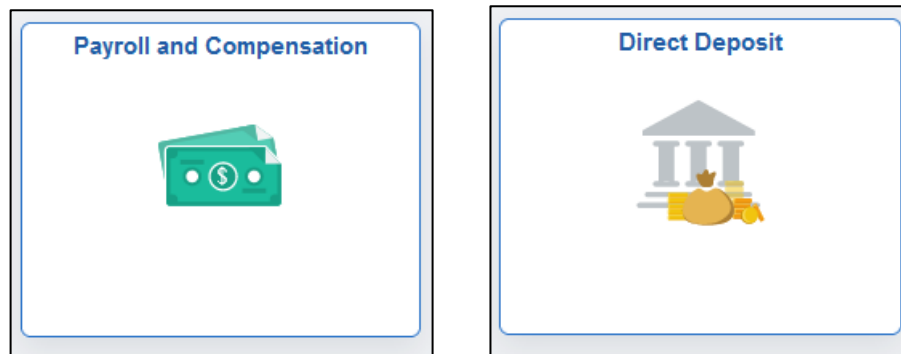 Payroll and Compensation
Direct Deposit
$